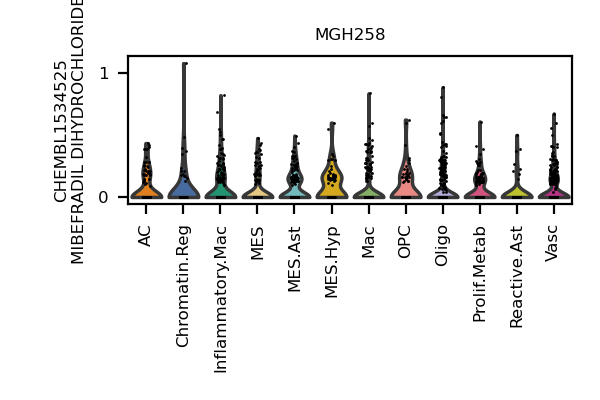 MGH258
CHEMBL1534525
MIBEFRADIL DIHYDROCHLORIDE
1
0
AC
Chromatin.Reg
Inflammatory.Mac
MES
MES.Ast
MES.Hyp
Mac
OPC
Oligo
Prolif.Metab
Reactive.Ast
Vasc